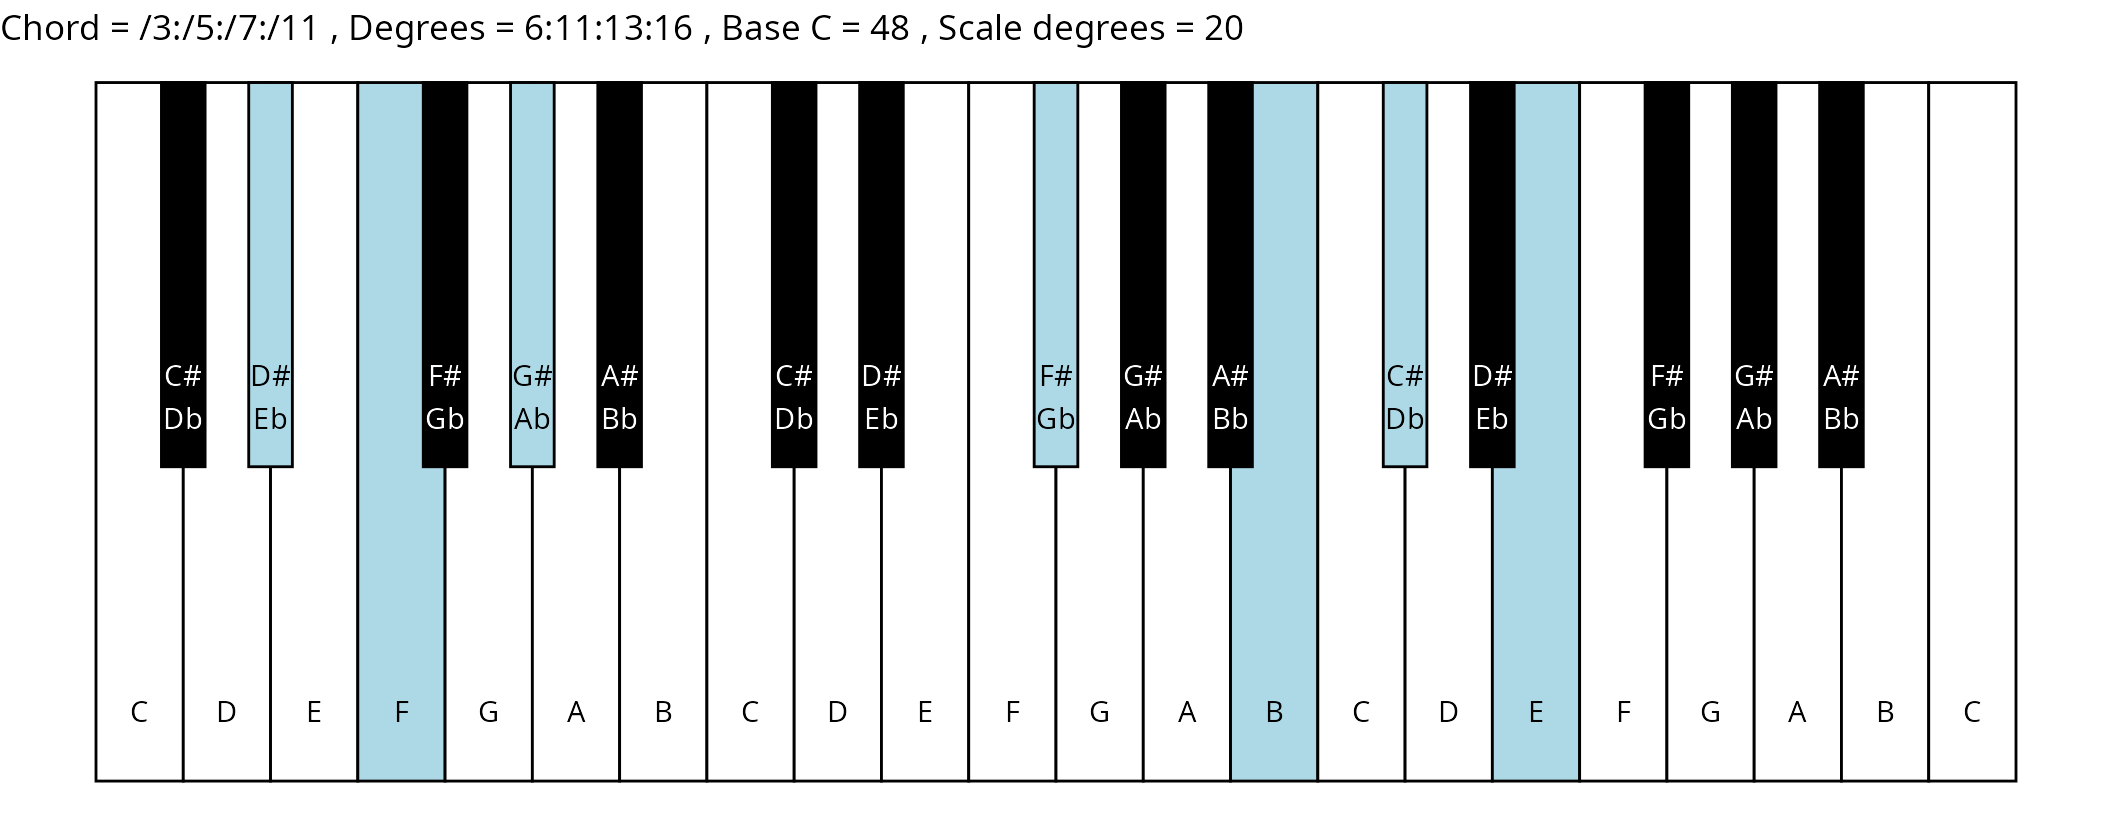 Chord = /3:/5:/7:/11 , Degrees = 6:11:13:16 , Base C = 48 , Scale degrees = 20
C# D# F# G# A# C# D# F# G# A# C# D# F# G# A#
Db Eb Gb Ab Bb Db Eb Gb Ab Bb Db Eb Gb Ab Bb
C D E F G A B C D E F G A B C D E F G A B C